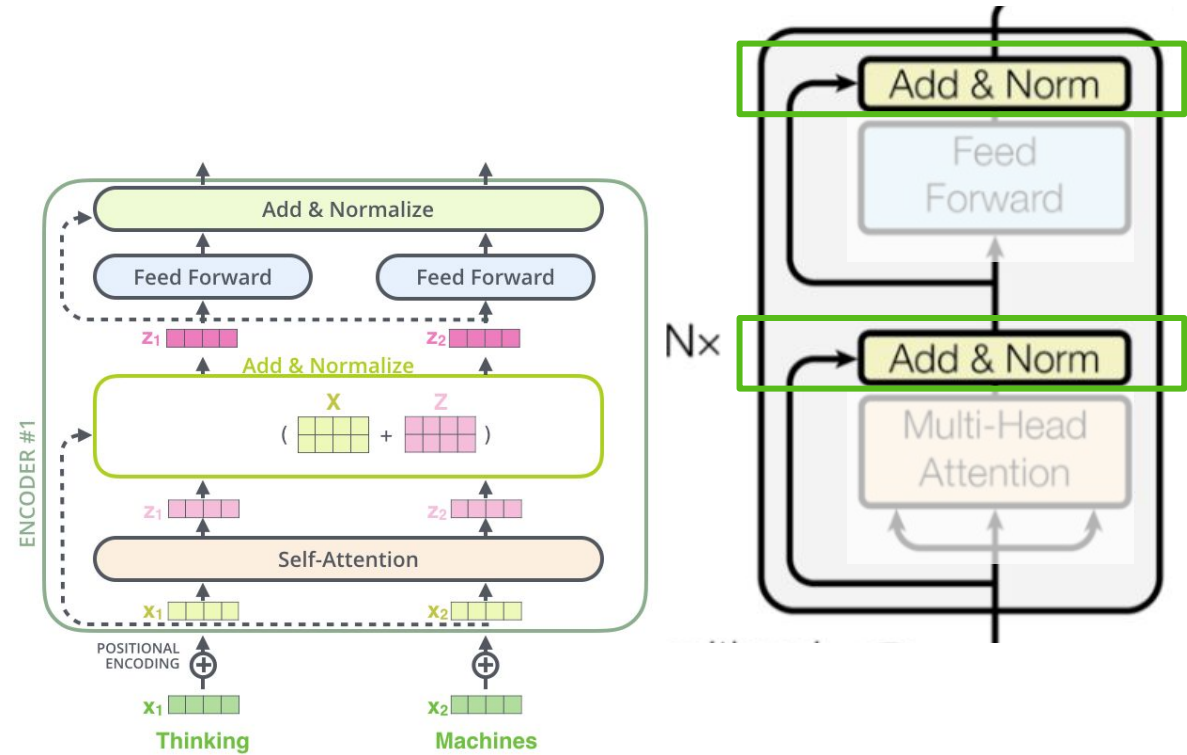 Add & Normalize
Feed Forward
Feed Forward
z1
z2
Add & Normalize
X
Z
( + )
z1
z2
Self-Attention
x1
x2
POSITIONAL
ENCODING
x1
x2
Thinking
Machines
ENCODER #1
Add & Norm
Feed
Forward
Nx
Add & Norm
Multi-Head
Attention